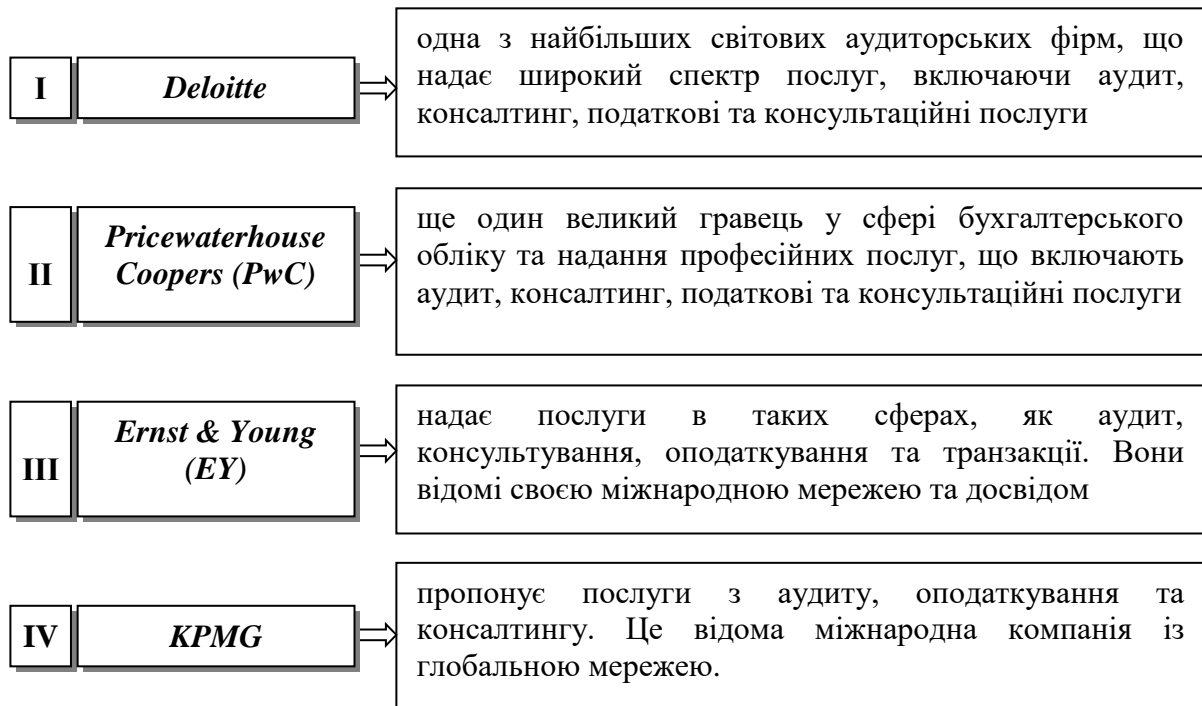 I
Deloitte
одна з найбільших світових аудиторських фірм, що
надає широкий спектр послуг, включаючи аудит,
консалтинг, податкові та консультаційні послуги
II
Pricewaterhouse
Coopers (PwC)
ще один великий гравець у сфері бухгалтерського
обліку та надання професійних послуг, що включають
аудит, консалтинг, податкові та консультаційні послуги
III
Ernst & Young
(EY)
надає послуги в таких сферах, як аудит,
консультування, оподаткування та транзакції. Вони
відомі своєю міжнародною мережею та досвідом
IV
KPMG
пропонує послуги з аудиту, оподаткування та
консалтингу. Це відома міжнародна компанія із
глобальною мережею.